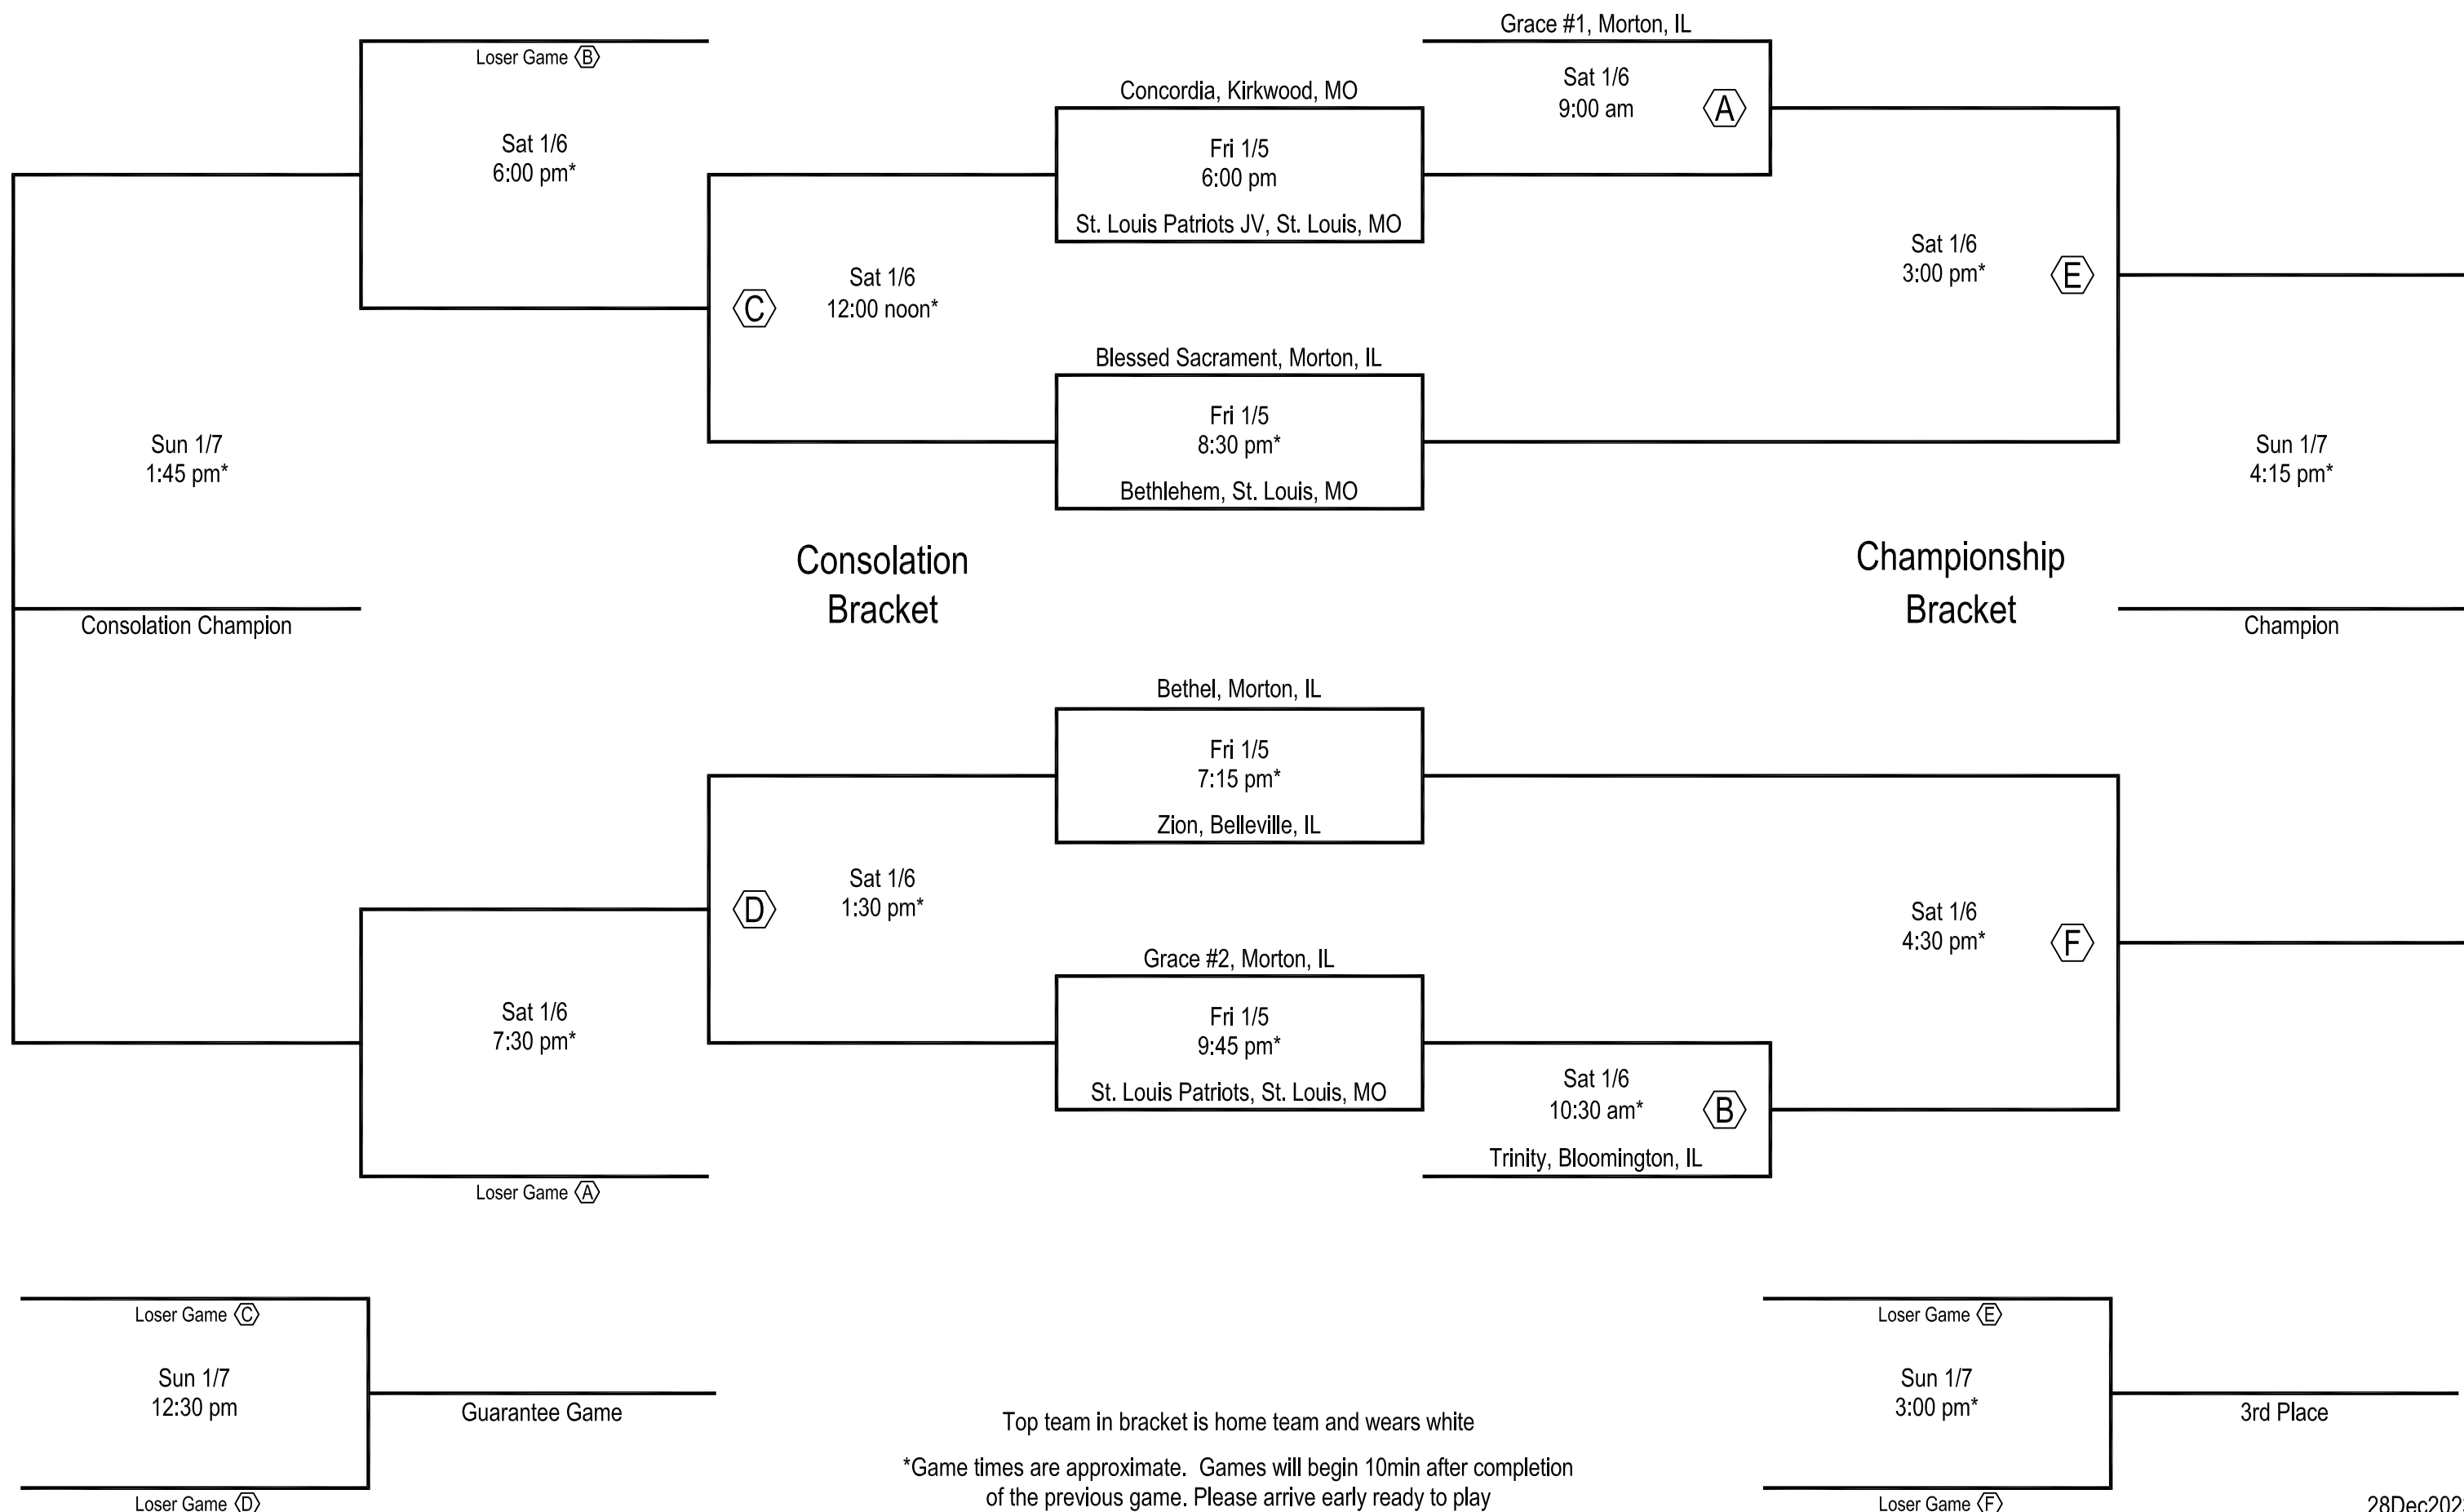 Grace #1, Morton, IL
Loser Game B
Sat 1/6
9:00 am
A
Concordia, Kirkwood, MO
Sat 1/6
6:00 pm*
Fri 1/5
6:00 pm
St. Louis Patriots JV, St. Louis, MO
Sat 1/6
3:00 pm*
E
C
Sat 1/6
12:00 noon*
Blessed Sacrament, Morton, IL
Fri 1/5
8:30 pm*
Bethlehem, St. Louis, MO
Sun 1/7
1:45 pm*
Sun 1/7
4:15 pm*
Consolation
Bracket
Championship
Bracket
Consolation Champion
Champion
Bethel, Morton, IL
Fri 1/5
7:15 pm*
Zion, Belleville, IL
D
Sat 1/6
1:30 pm*
Sat 1/6
4:30 pm*
F
Grace #2, Morton, IL
Fri 1/5
9:45 pm*
St. Louis Patriots, St. Louis, MO
Sat 1/6
7:30 pm*
Sat 1/6
10:30 am*
B
Trinity, Bloomington, IL
Loser Game A
Loser Game C
Sun 1/7
12:30 pm
Guarantee Game
Loser Game D
Loser Game E
Sun 1/7
3:00 pm*
3rd Place
Loser Game F
Top team in bracket is home team and wears white
*Game times are approximate. Games will begin 10min after completion
of the previous game. Please arrive early ready to play